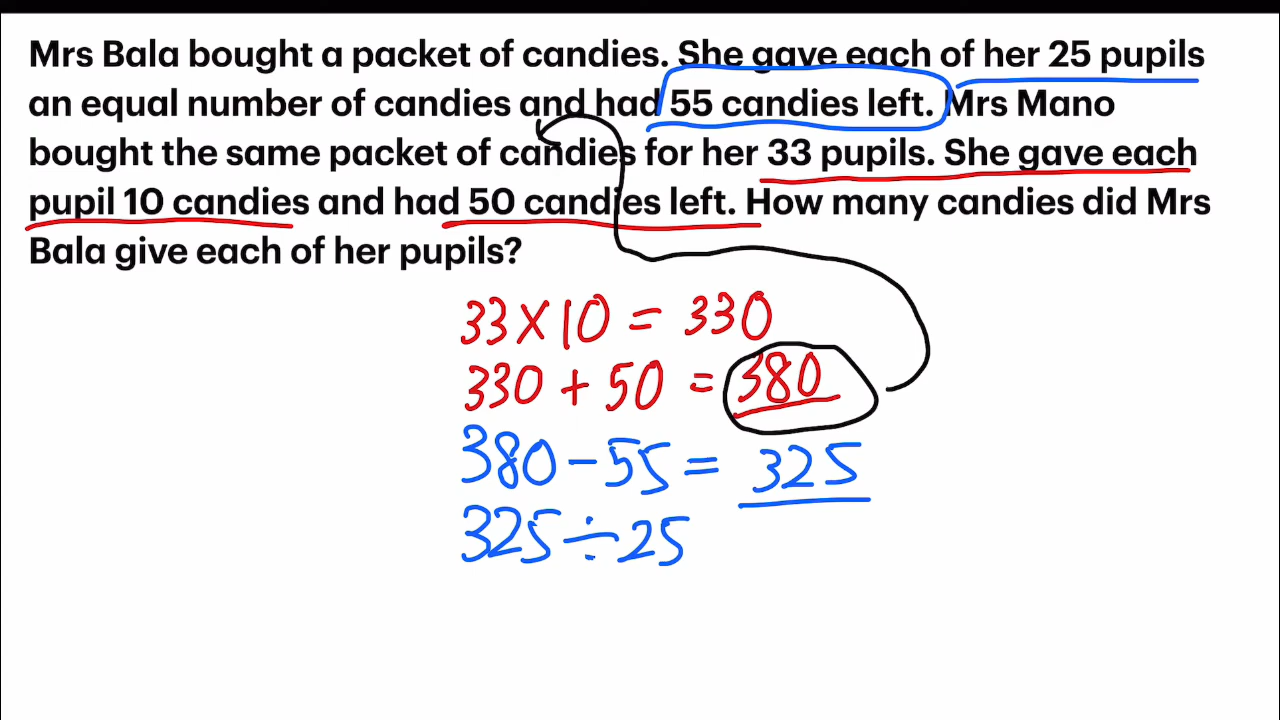 Mrs Bala bought a packet of candies. She gave each of her 25 pupils
an equal number of candies and had 55 candies left. Mrs Mano
bought the same packet of candies for her 33 pupils. She gave each
pupil 10 candies and had 50 candies left. How many candies did Mrs
Bala give each of her pupils?
33 × 10 = 330
330 + 50 = 380
380 - 55 = 325
325 ÷ 25